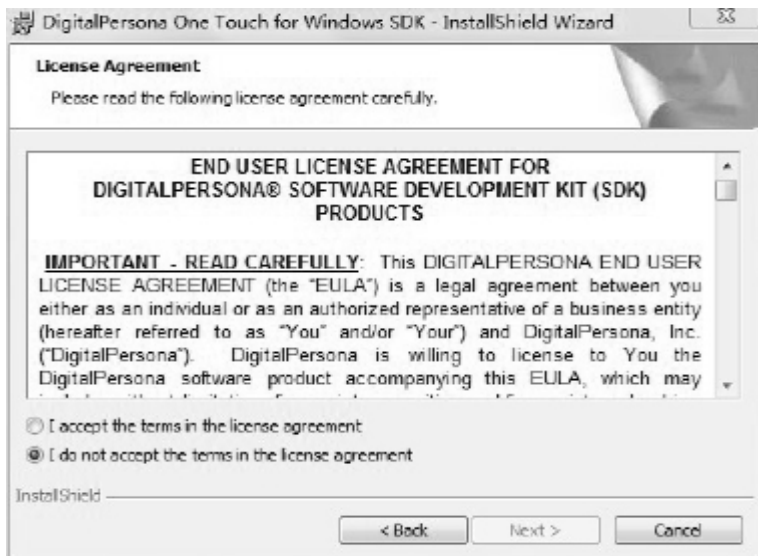 DigitalPersona One Touch for Windows SDK - InstallShield Wizard
License Agreement
Please read the following license agreement carefully.
END USER LICENSE AGREEMENT FOR
DIGITALPERSONA® SOFTWARE DEVELOPMENT KIT (SDK)
PRODUCTS
IMPORTANT - READ CAREFULLY: This DIGITALPERSONA END USER
LICENSE AGREEMENT (the "EULA") is a legal agreement between you
either as an individual or as an authorized representative of a business entity
(hereafter referred to as "You" and/or "Your") and DigitalPersona, Inc.
("DigitalPersona"). DigitalPersona is willing to license to You the
DigitalPersona software product accompanying this EULA, which may
I accept the terms in the license agreement
I do not accept the terms in the license agreement
InstallShield
< Back
Next >
Cancel